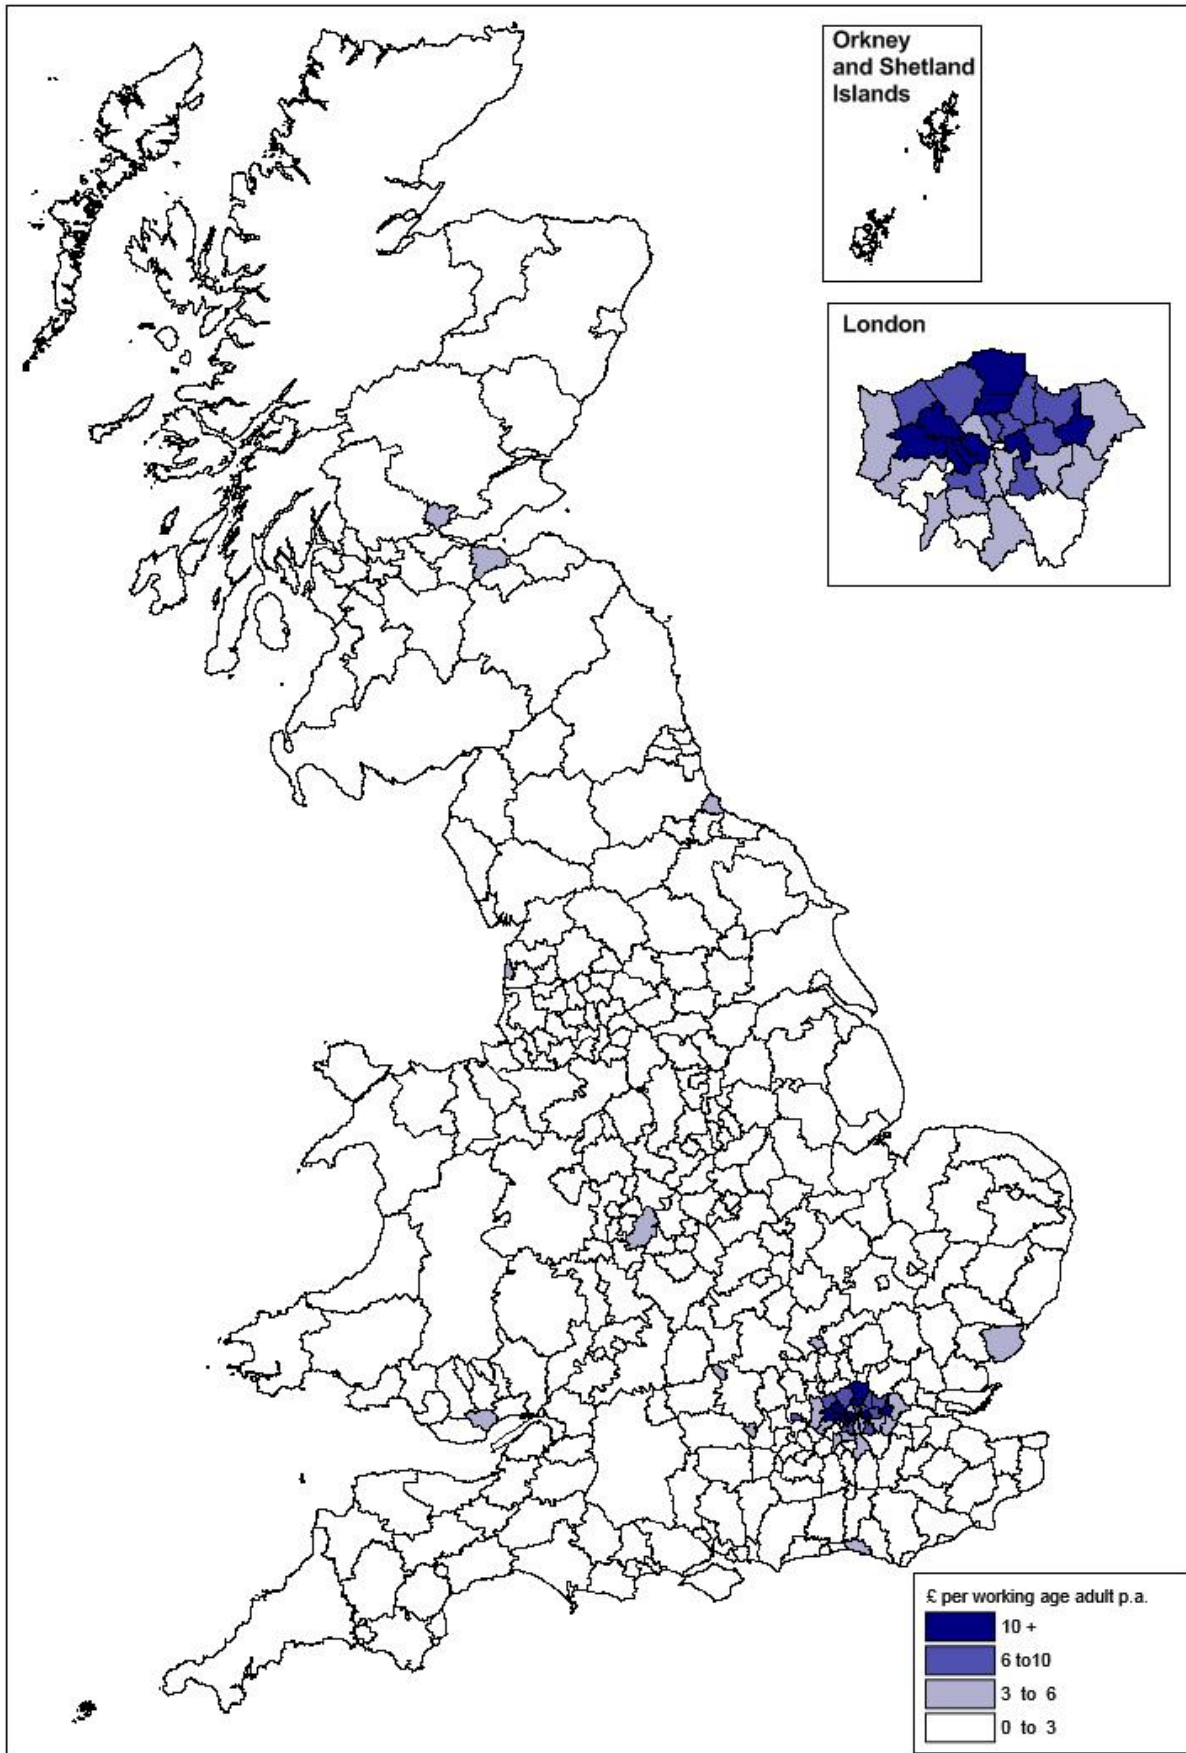 Orkney
and Shetland
Islands
London
£ per working age adult p.a.
10 +
6 to10
3 to 6
0 to 3